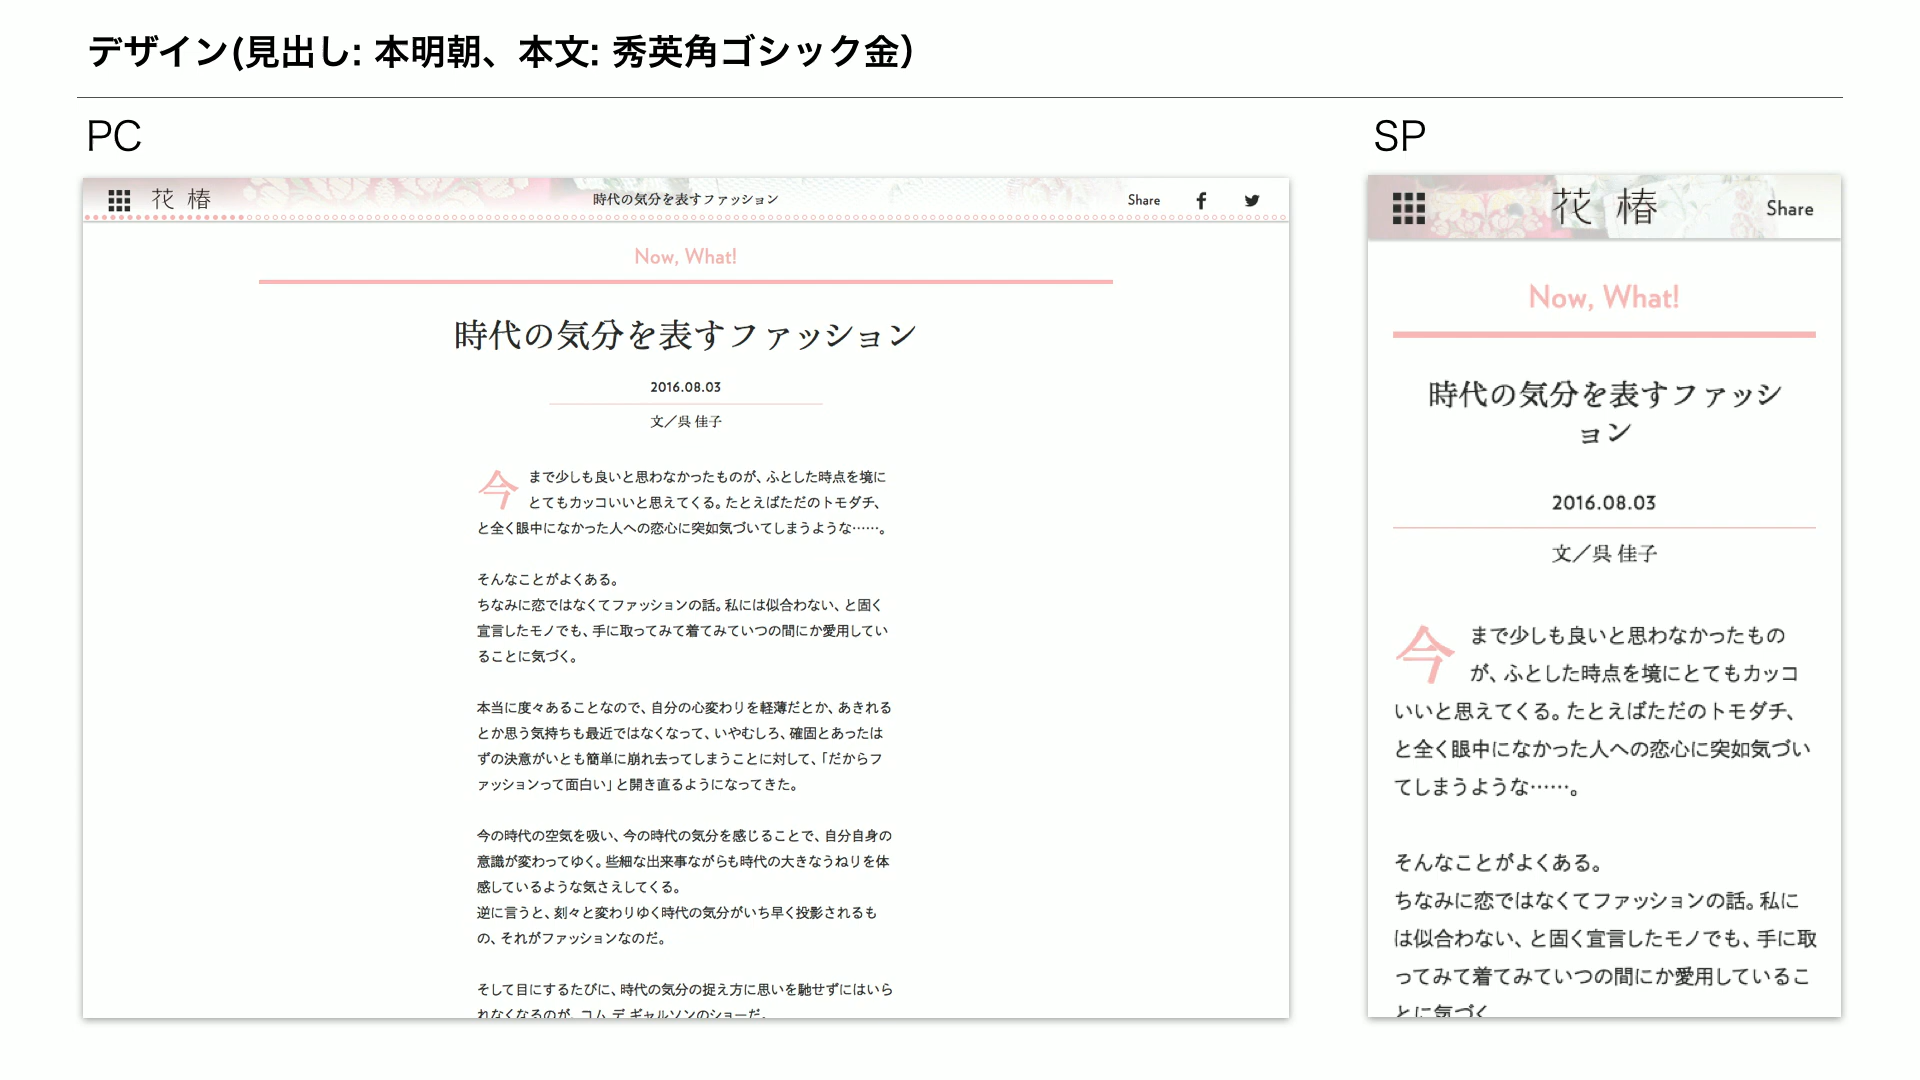 デザイン(見出し: 本明朝、本文: 秀英角ゴシック金)
PC
花 椿
時代の気分を表すファッション
Share
Now, What!
時代の気分を表すファッション
2016.08.03
文／呉 佳子
今まで少しも良いと思わなかったものが、ふとした時点を境に
とてもカッコいいと思えてくる。たとえばただのトモダチ、
と全く眼中になかった人への恋心に突如気づいてしまうような……。
そんなことがよくある。
ちなみに恋ではなくてファッションの話。私には似合わない、と固く
宣言したモノでも、手に取ってみて着てみていつの間にか愛用してい
ることに気づく。
本当に度々あることなので、自分の心変わりを軽薄だとか、あきれる
とか思う気持ちも最近ではなくなって、いやむしろ、確固とあったは
ずの決意がいとも簡単に崩れ去ってしまうことに対して、「だからフ
ァッションって面白い」と開き直るようになってきた。
今の時代の空気を吸い、今の時代の気分を感じることで、自分自身の
意識が変わってゆく。些細な出来事ながらも時代の大きなうねりを体
感しているような気さえしてくる。
逆に言うと、刻々と変わりゆく時代の気分がいち早く投影されるも
の、それがファッションなのだ。
そして目にするたびに、時代の気分の捉え方に思いを馳せずにはいら
れなくなるのが、コム デ ギャルソンのショーだ。
SP
花 椿
Share
Now, What!
時代の気分を表すファッシ
ョン
2016.08.03
文／呉 佳子
今まで少しも良いと思わなかったもの
が、ふとした時点を境にとてもカッコ
いいと思えてくる。たとえばただのトモダチ、
と全く眼中になかった人への恋心に突如気づい
てしまうような……。
そんなことがよくある。
ちなみに恋ではなくてファッションの話。私に
は似合わない、と固く宣言したモノでも、手に取
ってみて着てみていつの間にか愛用しているこ
とに気づく